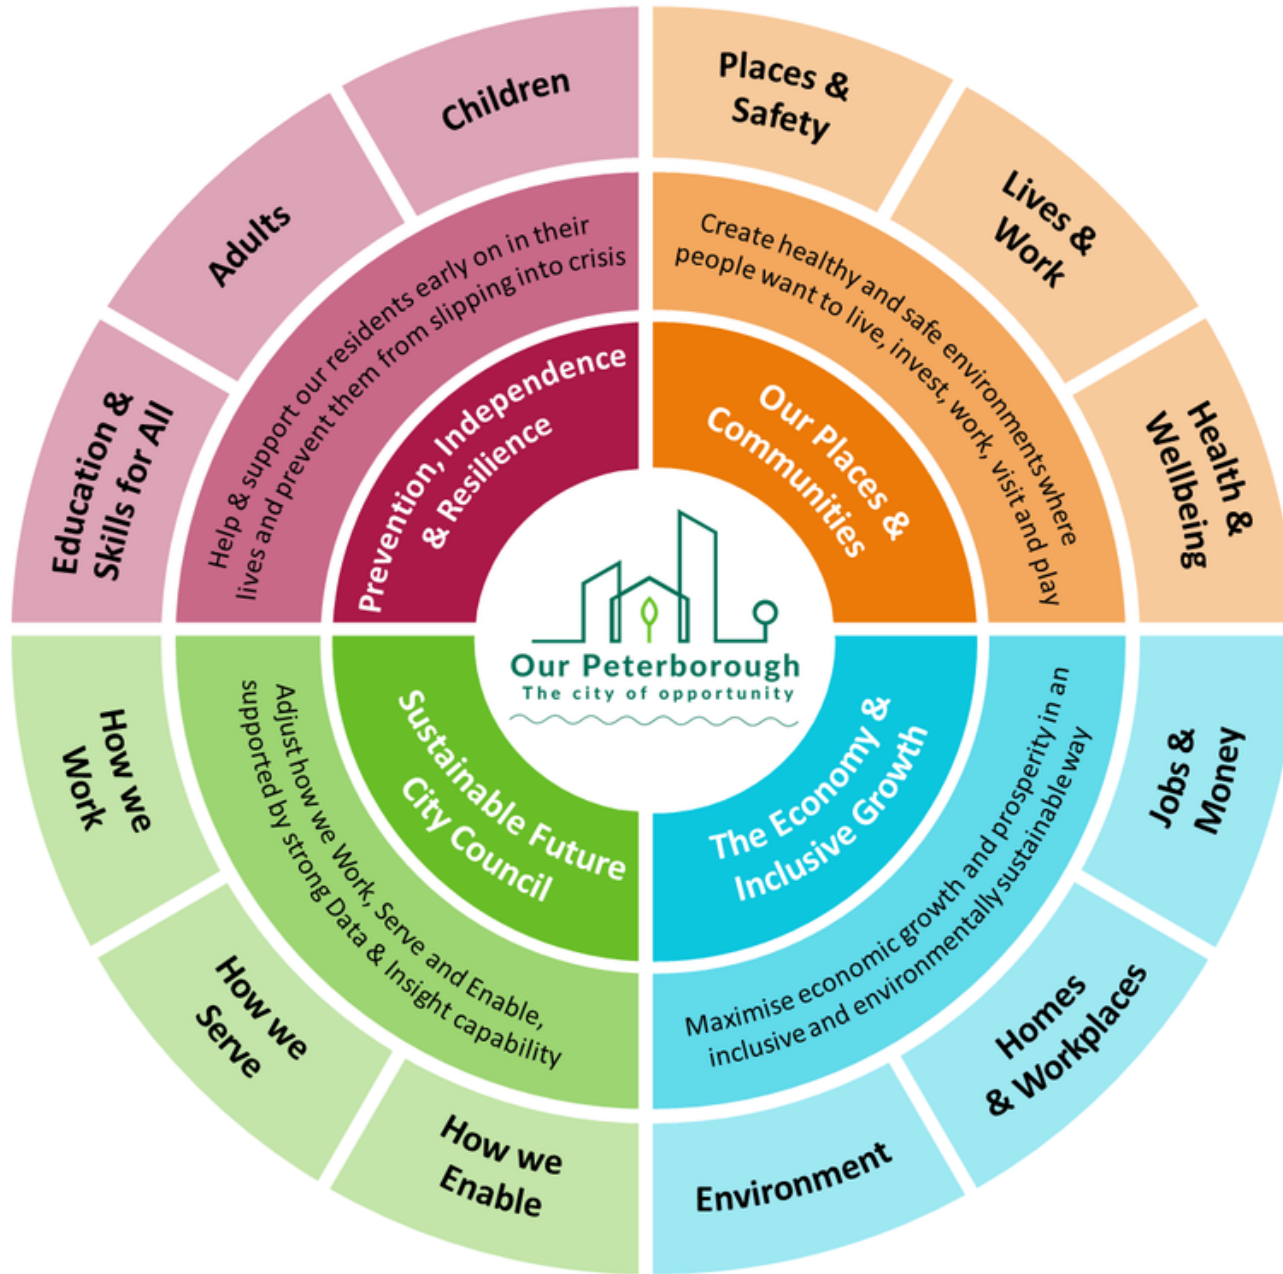 Children
Adults
Education &
Skills for All
Help & support our residents early on in their
lives and prevent them from slipping into crisis
Prevention, Independence
& Resilience
Places &
Safety
Lives &
Work
Health &
Wellbeing
Create healthy and safe environments where
people want to live, invest, work, visit and play
Our Places &
Communities
Our Peterborough
The city of opportunity
How we
Work
How we
Serve
How we
Enable
Adjust how we Work, Serve and Enable,
supported by strong Data & Insight capability
Sustainable Future
City Council
The Economy &
Inclusive Growth
Maximise economic growth and prosperity in an
inclusive and environmentally sustainable way
Jobs &
Money
Homes
& Workplaces
Environment